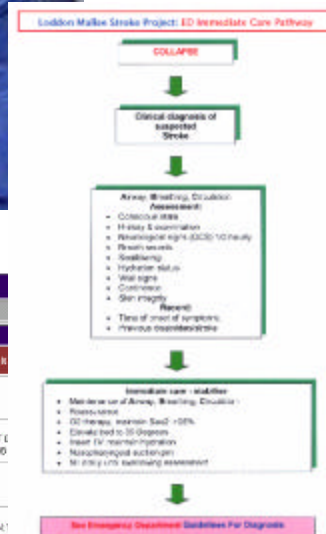 Loddon Mallee Stroke Project: ED Immediate Care Pathway
COLLAPSE
Clinical diagnosis of
suspected
Stroke
Airway, Breathing, Circulation
Assessment:
• Conscious state
• History & examination
• Neurological signs (GCS) 1/2 hourly
• Breath sounds
• Swallowing
• Hydration status
• Vital signs
• Continence
• Skin integrity
Record:
• Time of onset of symptoms
• Previous disabilities/stroke
Immediate care - stabilise
• Maintenance of Airway, Breathing, Circulation -
• Reassurance
• O2 therapy, maintain Sao2 >95%
• Elevate bed to 30 degrees
• Insert IV, maintain hydration
• Nasopharyngeal suction prn
• swallowing assessment
See Emergency Department Guidelines For Diagnosis